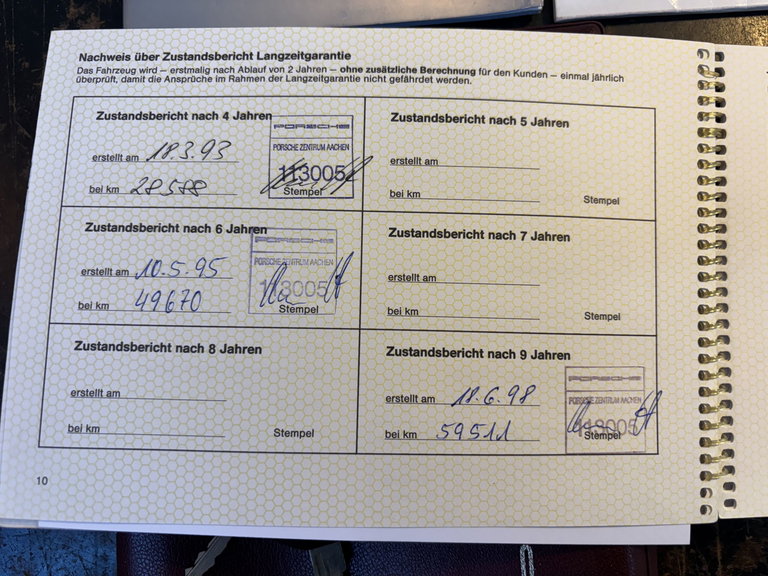 Nachweis über Zustandsbericht Langzeitgarantie
Das Fahrzeug wird – erstmalig nach Ablauf von 2 Jahren – ohne zusätzliche Berechnung für den Kunden – einmal jährlich
überprüft, damit die Ansprüche im Rahmen der Langzeitgarantie nicht gefährdet werden.
Zustandsbericht nach 4 Jahren
PORSCHE
PORSCHE ZENTRUM AACHEN
erstellt am 18.3.93
113005
bei km 28588
Stempel
Zustandsbericht nach 5 Jahren
erstellt am
bei km
Stempel
Zustandsbericht nach 6 Jahren
PORSCHE
PORSCHE ZENTRUM AACHEN
erstellt am 10.5.95
113005
bei km 49670
Stempel
Zustandsbericht nach 7 Jahren
erstellt am
bei km
Stempel
Zustandsbericht nach 8 Jahren
erstellt am
bei km
Stempel
Zustandsbericht nach 9 Jahren
PORSCHE
PORSCHE ZENTRUM AACHEN
erstellt am 18.6.98
113005
bei km 59511
Stempel
10